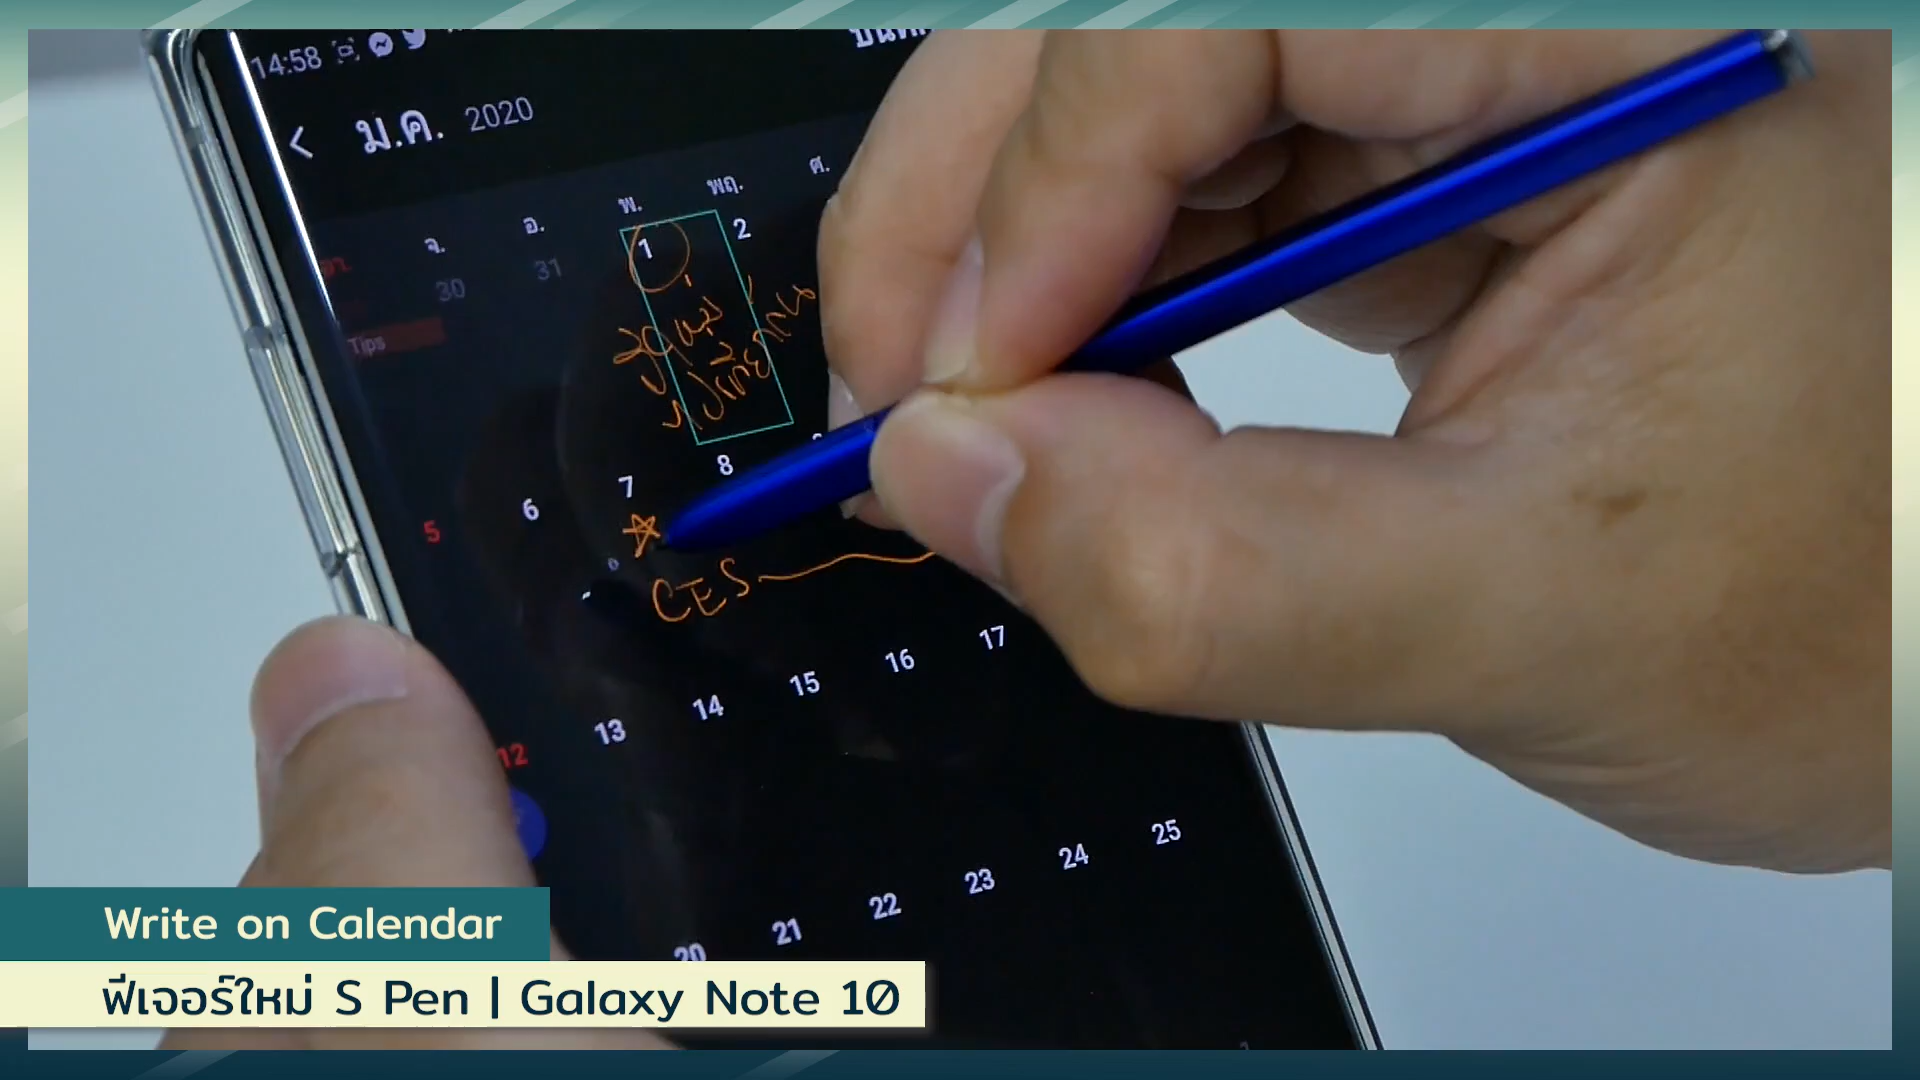 14:58
ม.ค. 2020
จ. อ. พ. พฤ. ศ.
30 31 1 2
Tips
5 6 7 8
CES
12 13 14 15 16 17
20 21 22 23 24 25
Write on Calendar
ฟีเจอร์ใหม่ S Pen | Galaxy Note 10